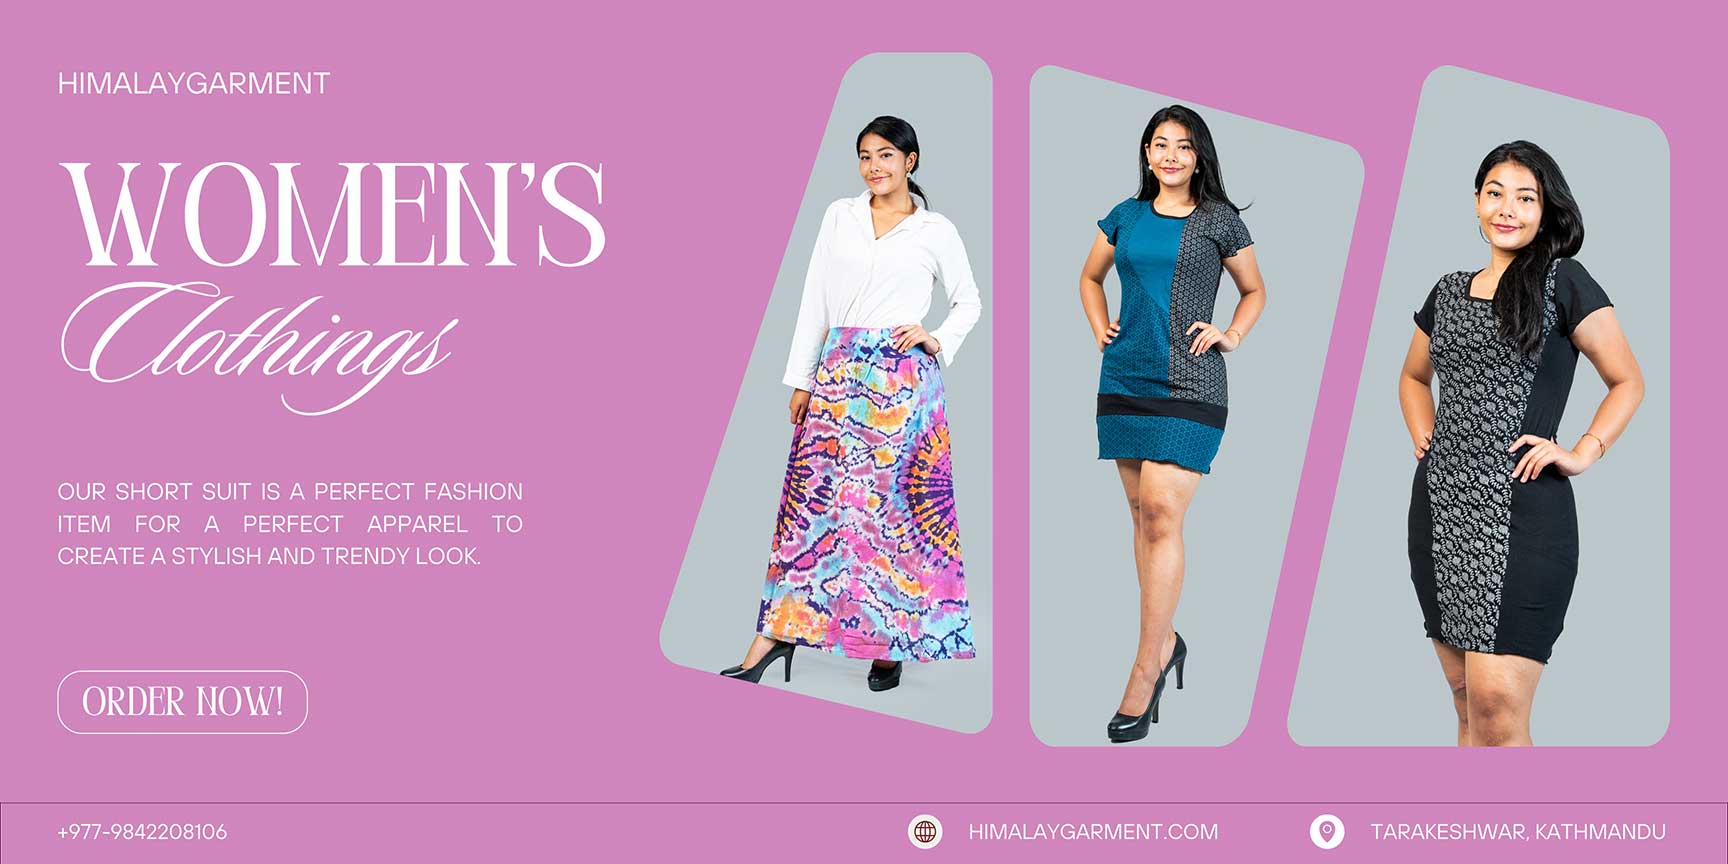 HIMALAYGARMENT
WOMEN'S
Clothings
OUR SHORT SUIT IS A PERFECT FASHION
ITEM FOR A PERFECT APPAREL TO
CREATE A STYLISH AND TRENDY LOOK.
ORDER NOW!
+977-9842208106
HIMALAYGARMENT.COM
TARAKESHWAR, KATHMANDU